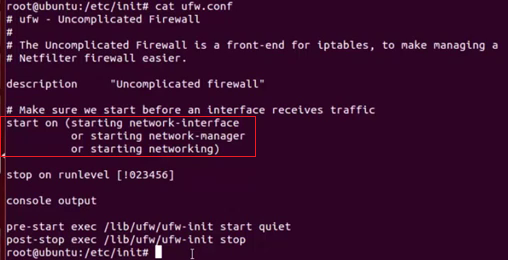 root@ubuntu:/etc/init# cat ufw.conf
# ufw - Uncomplicated Firewall
#
# The Uncomplicated Firewall is a front-end for iptables, to make managing a
# Netfilter firewall easier.
description     "Uncomplicated firewall"
# Make sure we start before an interface receives traffic
start on (starting network-interface
          or starting network-manager
          or starting networking)
stop on runlevel [!023456]
console output
pre-start exec /lib/ufw/ufw-init start quiet
post-stop exec /lib/ufw/ufw-init stop
root@ubuntu:/etc/init#